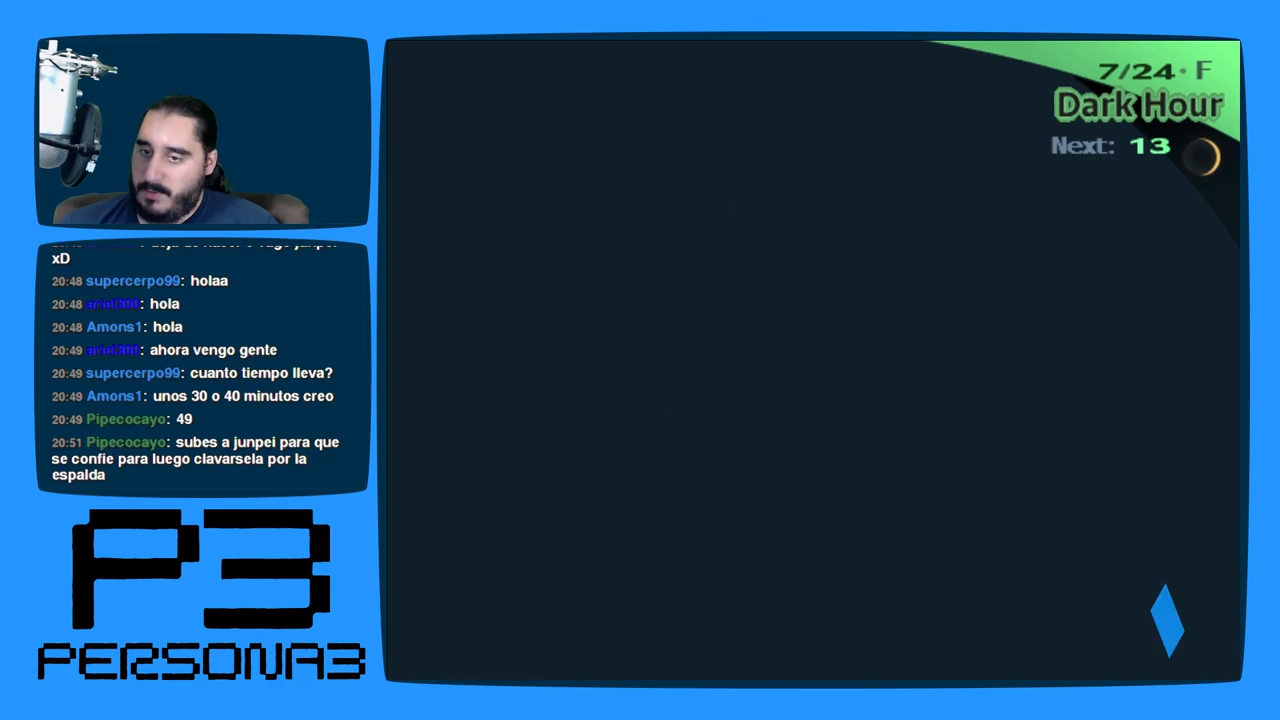 7/24 · F
Dark Hour
Next: 13
xD
20:48 supercerpo99: holaa
20:48 : hola
20:48 Amons1: hola
20:49 : ahora vengo gente
20:49 supercerpo99: cuanto tiempo lleva?
20:49 Amons1: unos 30 o 40 minutos creo
20:49 Pipecocayo: 49
20:51 Pipecocayo: subes a junpei para que
se confie para luego clavarsela por la
espalda
P3
PERSONA3